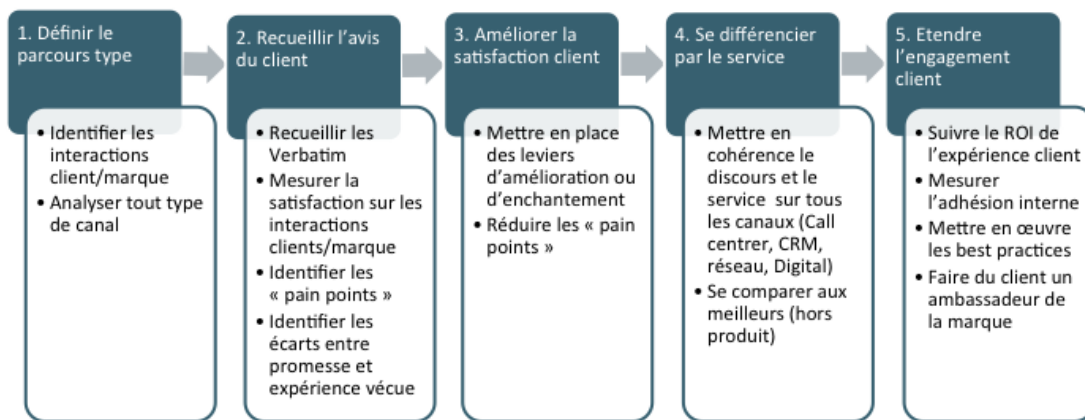 1. Définir le
parcours type
• Identifier les
interactions
client/marque
• Analyser tout type
de canal
2. Recueillir l'avis
du client
• Recueillir les
Verbatim
• Mesurer la
satisfaction sur les
interactions
clients/marque
• Identifier les
« pain points »
• Identifier les
écarts entre
promesse et
expérience vécue
3. Améliorer la
satisfaction client
• Mettre en place
des leviers
d'amélioration ou
d'enchantement
• Réduire les « pain
points »
4. Se différencier
par le service
• Mettre en
cohérence le
discours et le
service sur tous
les canaux (Call
centrer, CRM,
réseau, Digital)
• Se comparer aux
meilleurs (hors
produit)
5. Etendre
l'engagement
client
• Suivre le ROI de
l'expérience client
• Mesurer
l'adhésion interne
• Mettre en œuvre
les best practices
• Faire du client un
ambassadeur de
la marque